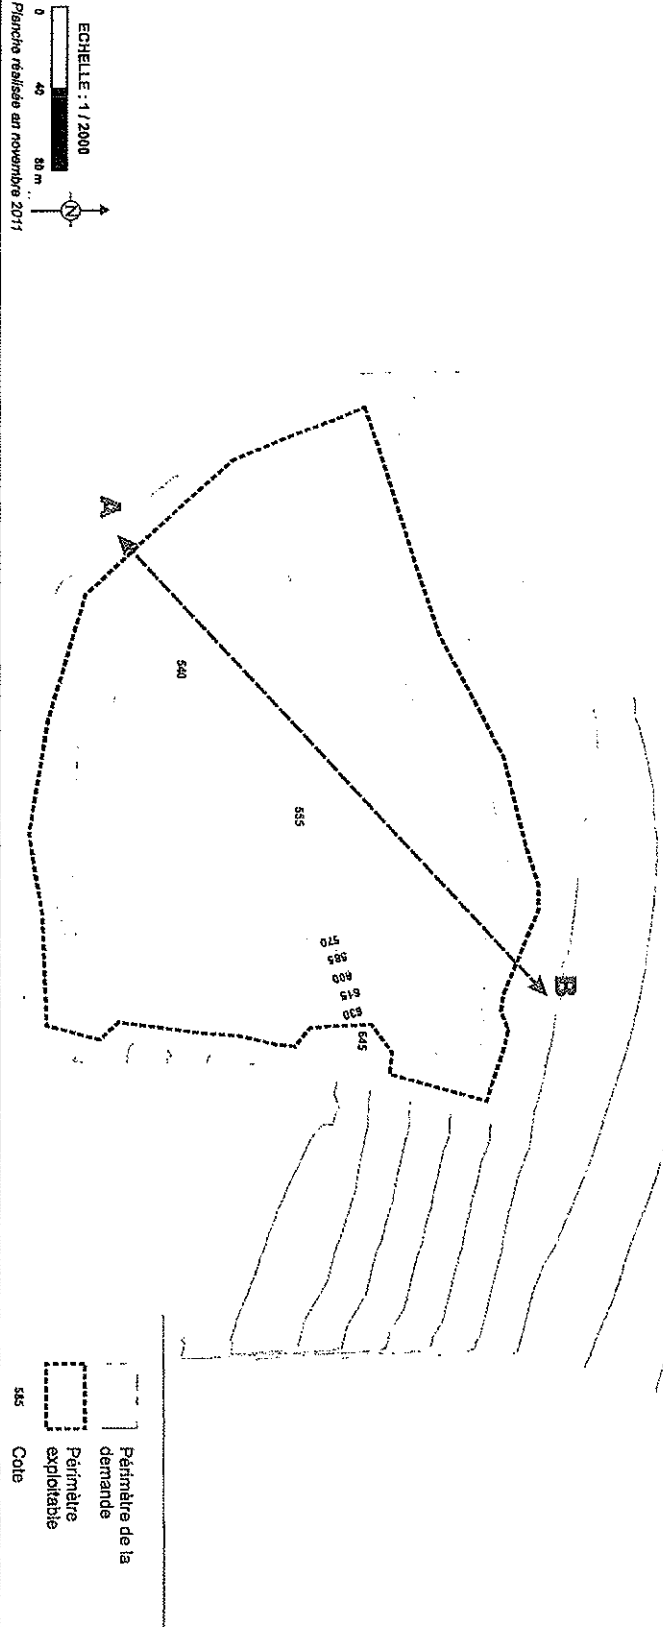 ECHELLE : 1 / 2000
0 40 80 m
N
Planche réalisée en novembre 2011
A
B
540
555
570
585
600
615
630
645
Périmètre de la
demande
Périmètre
exploitable
585 Cote